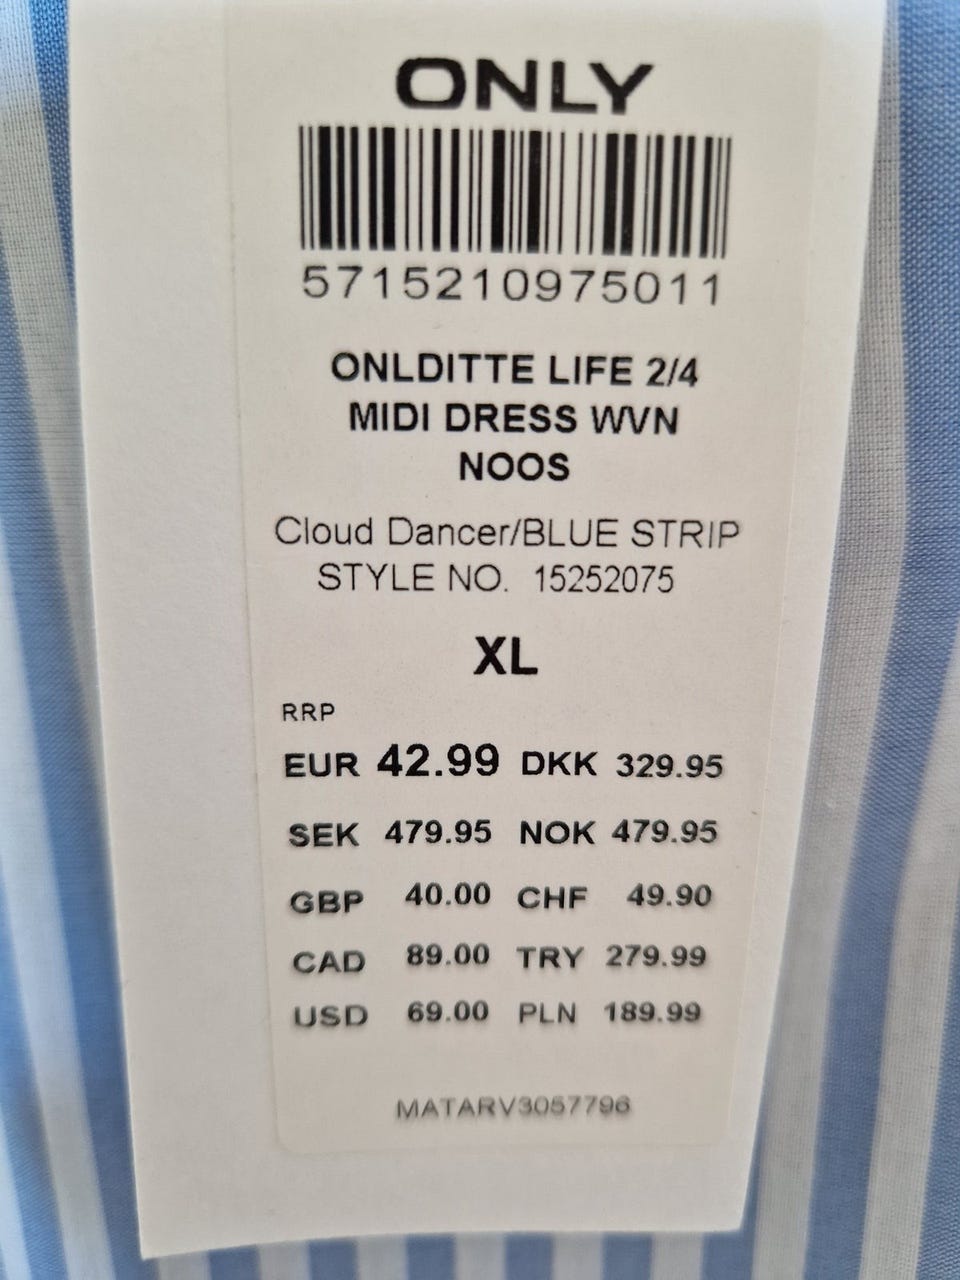 ONLY
5715210975011
ONLDITTE LIFE 2/4
MIDI DRESS WVN
NOOS
Cloud Dancer/BLUE STRIP
STYLE NO. 15252075
XL
RRP
EUR 42.99 DKK 329.95
SEK 479.95 NOK 479.95
GBP 40.00 CHF 49.90
CAD 89.00 TRY 279.99
USD 69.00 PLN 189.99
MATARV3057796